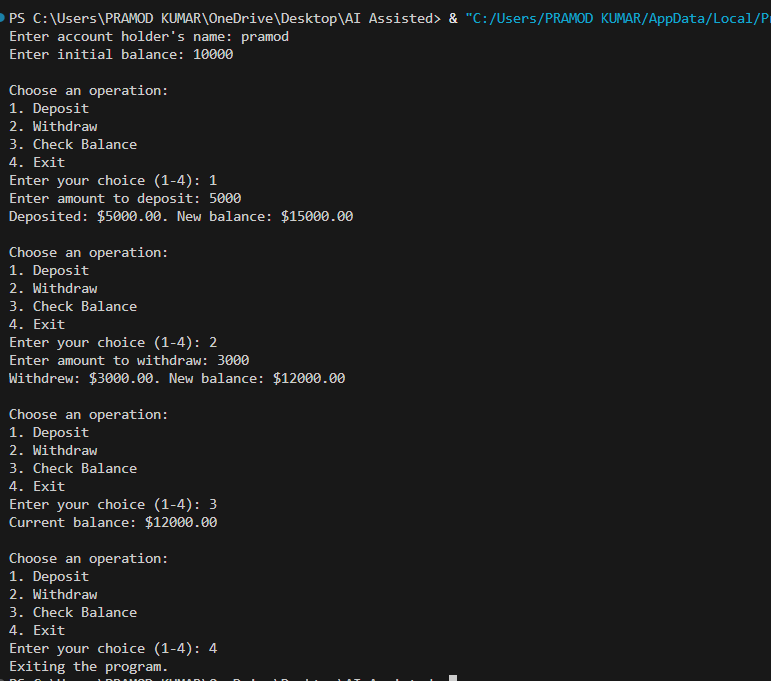 PS C:\Users\PRAMOD KUMAR\OneDrive\Desktop\AI Assisted> & "C:/Users/PRAMOD KUMAR/AppData/Local/
Enter account holder's name: pramod
Enter initial balance: 10000
Choose an operation:
1. Deposit
2. Withdraw
3. Check Balance
4. Exit
Enter your choice (1-4): 1
Enter amount to deposit: 5000
Deposited: $5000.00. New balance: $15000.00
Choose an operation:
1. Deposit
2. Withdraw
3. Check Balance
4. Exit
Enter your choice (1-4): 2
Enter amount to withdraw: 3000
Withdrew: $3000.00. New balance: $12000.00
Choose an operation:
1. Deposit
2. Withdraw
3. Check Balance
4. Exit
Enter your choice (1-4): 3
Current balance: $12000.00
Choose an operation:
1. Deposit
2. Withdraw
3. Check Balance
4. Exit
Enter your choice (1-4): 4
Exiting the program.